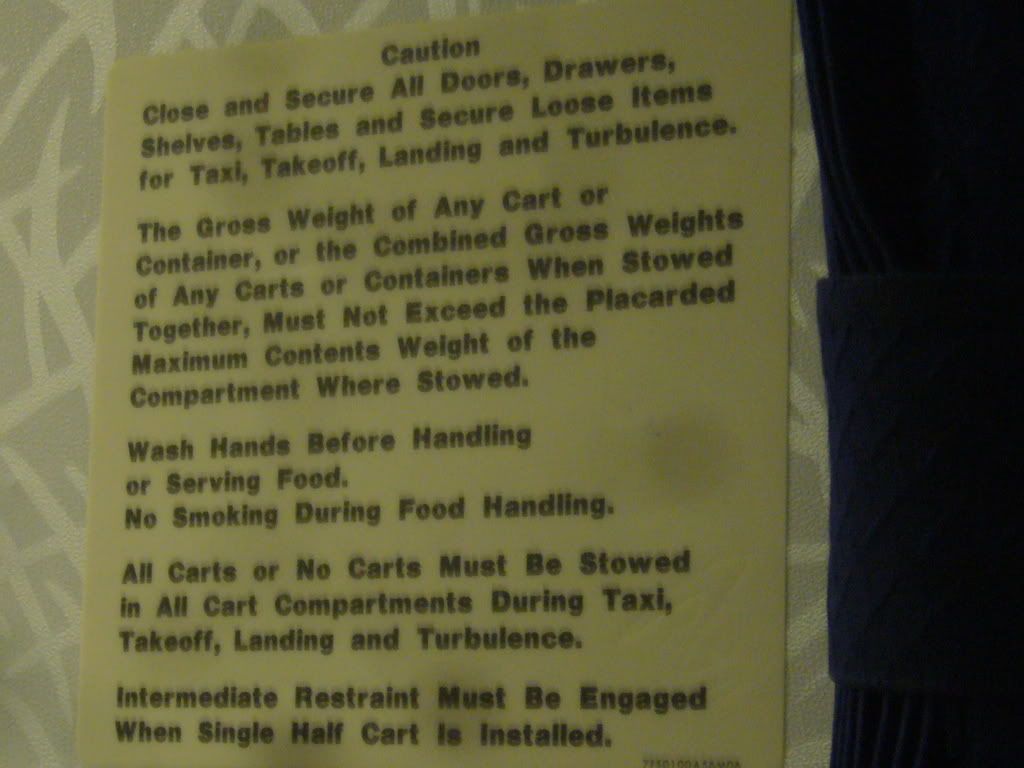 Caution
Close and Secure All Doors, Drawers,
Shelves, Tables and Secure Loose Items
for Taxi, Takeoff, Landing and Turbulence.
The Gross Weight of Any Cart or
Container, or the Combined Gross Weights
of Any Carts or Containers When Stowed
Together, Must Not Exceed the Placarded
Maximum Contents Weight of the
Compartment Where Stowed.
Wash Hands Before Handling
or Serving Food.
No Smoking During Food Handling.
All Carts or No Carts Must Be Stowed
in All Cart Compartments During Taxi,
Takeoff, Landing and Turbulence.
Intermediate Restraint Must Be Engaged
When Single Half Cart Is Installed.